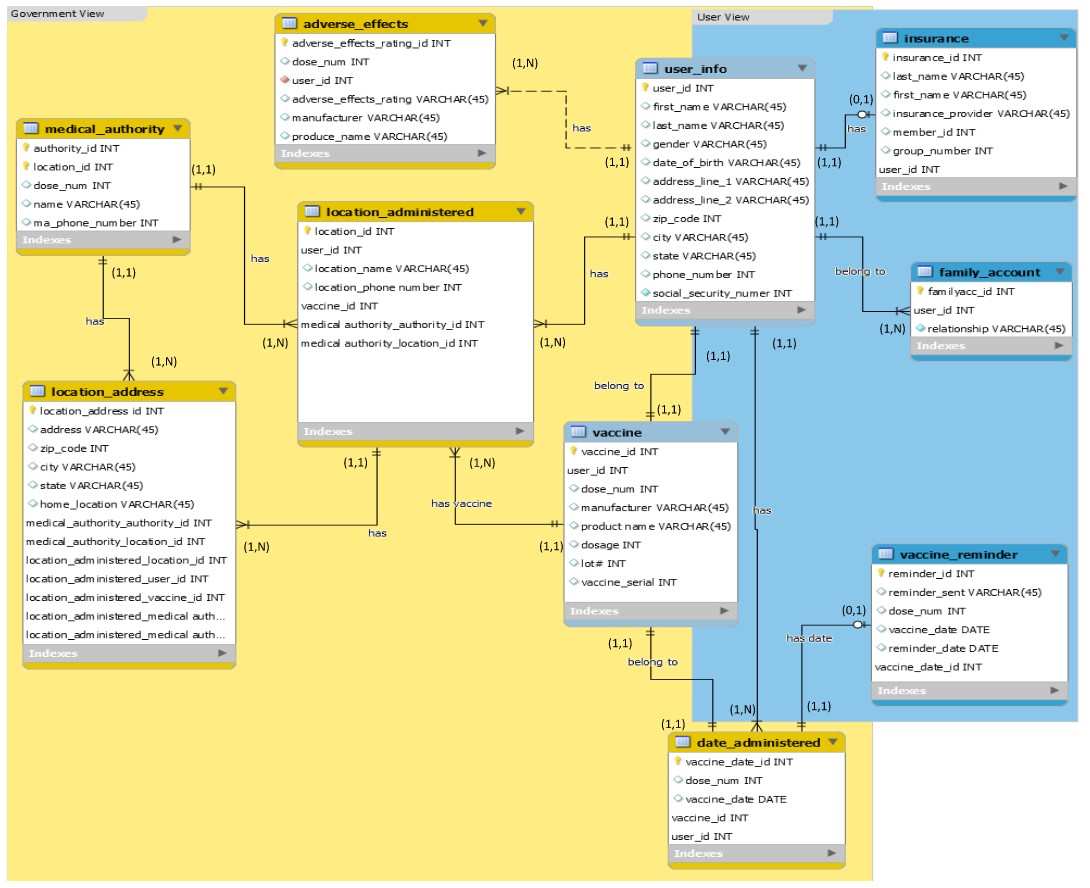 Government View
User View
adverse_effects
adverse_effects_rating_id INT
dose_num INT
user_id INT
adverse_effects_rating VARCHAR(45)
manufacturer VARCHAR(45)
produce_name VARCHAR(45)
Indexes
(1,N)
has
(1,1)
user_info
user_id INT
first_name VARCHAR(45)
last_name VARCHAR(45)
gender VARCHAR(45)
date_of_birth VARCHAR(45)
address_line_1 VARCHAR(45)
address_line_2 VARCHAR(45)
zip_code INT
city VARCHAR(45)
state VARCHAR(45)
phone_number INT
social_security_numer INT
Indexes
insurance
insurance_id INT
last_name VARCHAR(45)
first_name VARCHAR(45)
insurance_provider VARCHAR(45)
member_id INT
group_number INT
user_id INT
Indexes
(0,1)
has
(1,1)
medical_authority
authority_id INT
location_id INT
dose_num INT
name VARCHAR(45)
ma_phone_number INT
Indexes
(1,1)
has
(1,N)
(1,1)
has
(1,N)
location_administered
location_id INT
user_id INT
location_name VARCHAR(45)
location_phone number INT
vaccine_id INT
medical authority_authority_id INT
medical authority_location_id INT
Indexes
(1,1)
has
(1,N)
(1,1)
belong to
(1,N)
family_account
familyacc_id INT
user_id INT
relationship VARCHAR(45)
Indexes
(1,1)
belong to
(1,1)
(1,1)
has
(1,N)
location_address
location_address id INT
address VARCHAR(45)
zip_code INT
city VARCHAR(45)
state VARCHAR(45)
home_location VARCHAR(45)
medical_authority_authority_id INT
medical_authority_location_id INT
location_administered_location_id INT
location_administered_user_id INT
location_administered_vaccine_id INT
location_administered_medical auth...
location_administered_medical auth...
Indexes
(1,1)
has
(1,N)
(1,N)
has vaccine
(1,1)
vaccine
vaccine_id INT
user_id INT
dose_num INT
manufacturer VARCHAR(45)
product name VARCHAR(45)
dosage INT
lot# INT
vaccine_serial INT
Indexes
(1,1)
belong to
(1,1)
vaccine_reminder
reminder_id INT
reminder_sent VARCHAR(45)
dose_num INT
vaccine_date DATE
reminder_date DATE
vaccine_date_id INT
Indexes
(0,1)
has date
(1,1)
date_administered
vaccine_date_id INT
dose_num INT
vaccine_date DATE
vaccine_id INT
user_id INT
Indexes